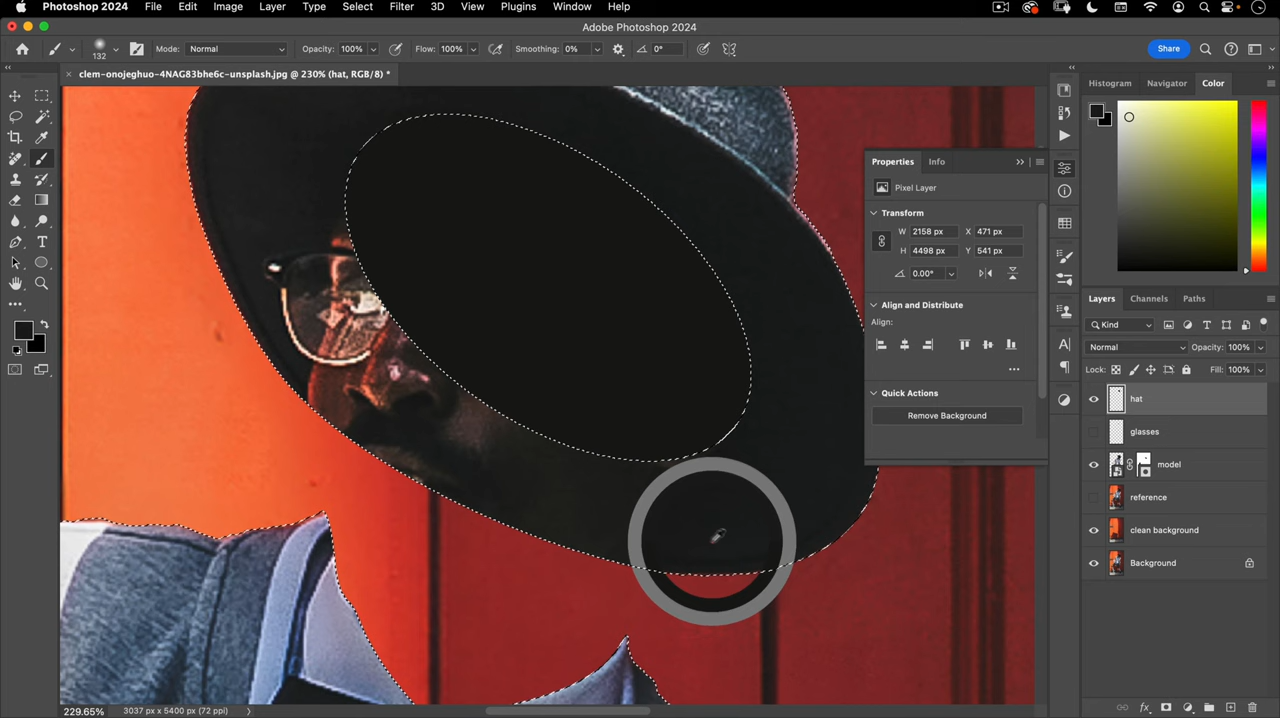 Photoshop File Edit Image Layer Type Select Filter 3D View Plugins Window Help
Adobe Photoshop 2024
132 Mode: Normal Opacity: 100% Flow: 100% Smoothing: 0% 0° Share
clem-onojeghuo-4NAG83bhe6c-unsplash.jpg @ 230% (hat, RGB/8) *
Histogram Navigator Color
Properties Info
Pixel Layer
Transform
W 2158 px X 471 px
H 4498 px Y 541 px
0.00°
Align and Distribute
Align:
Quick Actions
Remove Background
Layers Channels Paths
Kind
Normal Opacity: 100%
Lock: Fill: 100%
hat
glasses
model
reference
clean background
Background
229.65% 3037 px x 5400 px (72 ppi)